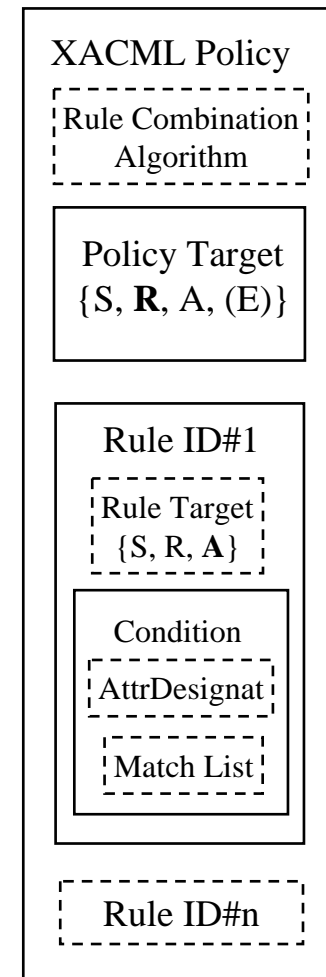 XACML Policy
Rule Combination
Algorithm
Policy Target
{S, R, A, (E)}
Rule ID#1
Rule Target
{S, R, A}
Condition
AttrDesignat
Match List
Rule ID#n